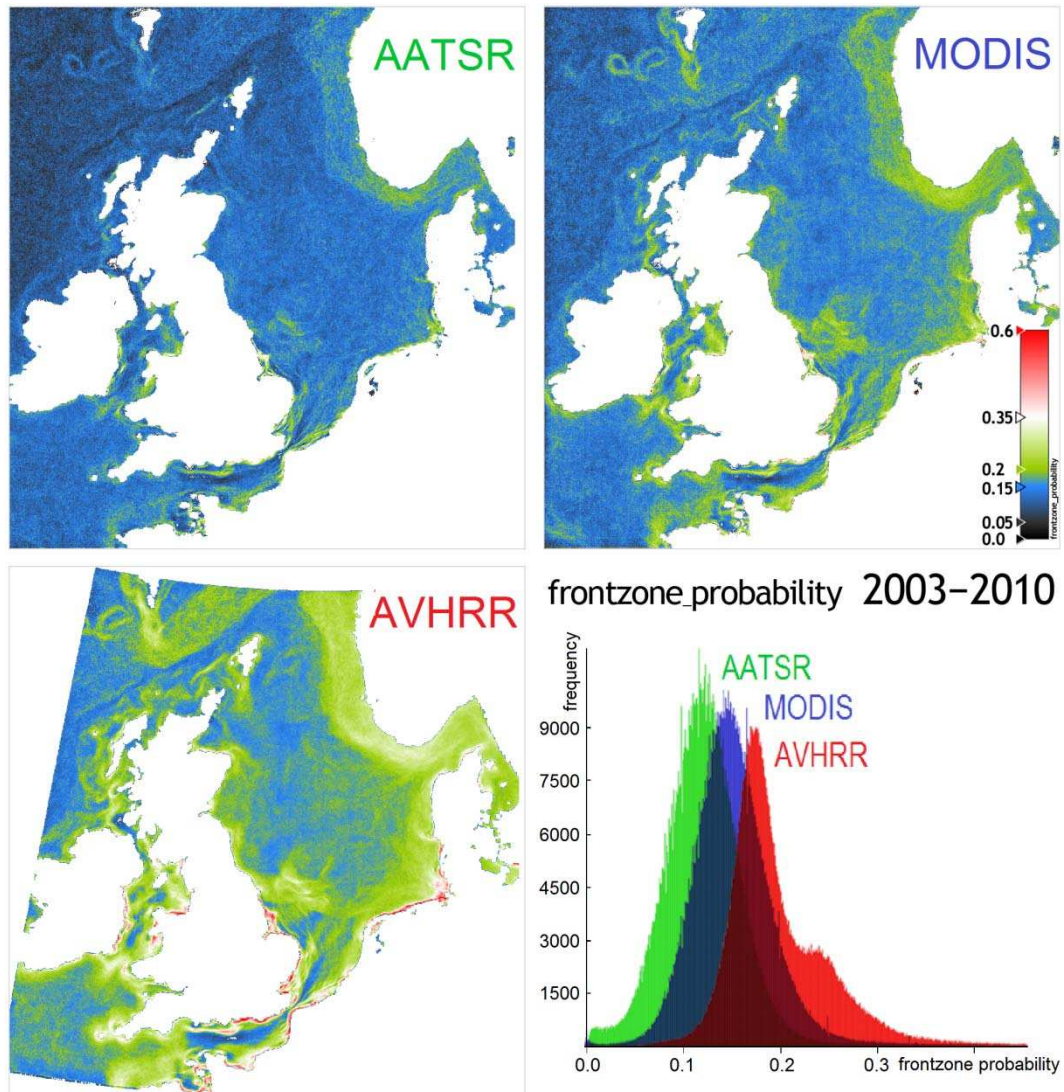 AATSR
MODIS
0.6
0.35
0.2
0.15
0.05
0.0
frontzone_probability
AVHRR
frontzone_probability 2003–2010
frequency
AATSR
MODIS
AVHRR
9000
7500
6000
4500
3000
1500
0.0
0.1
0.2
0.3
frontzone probability